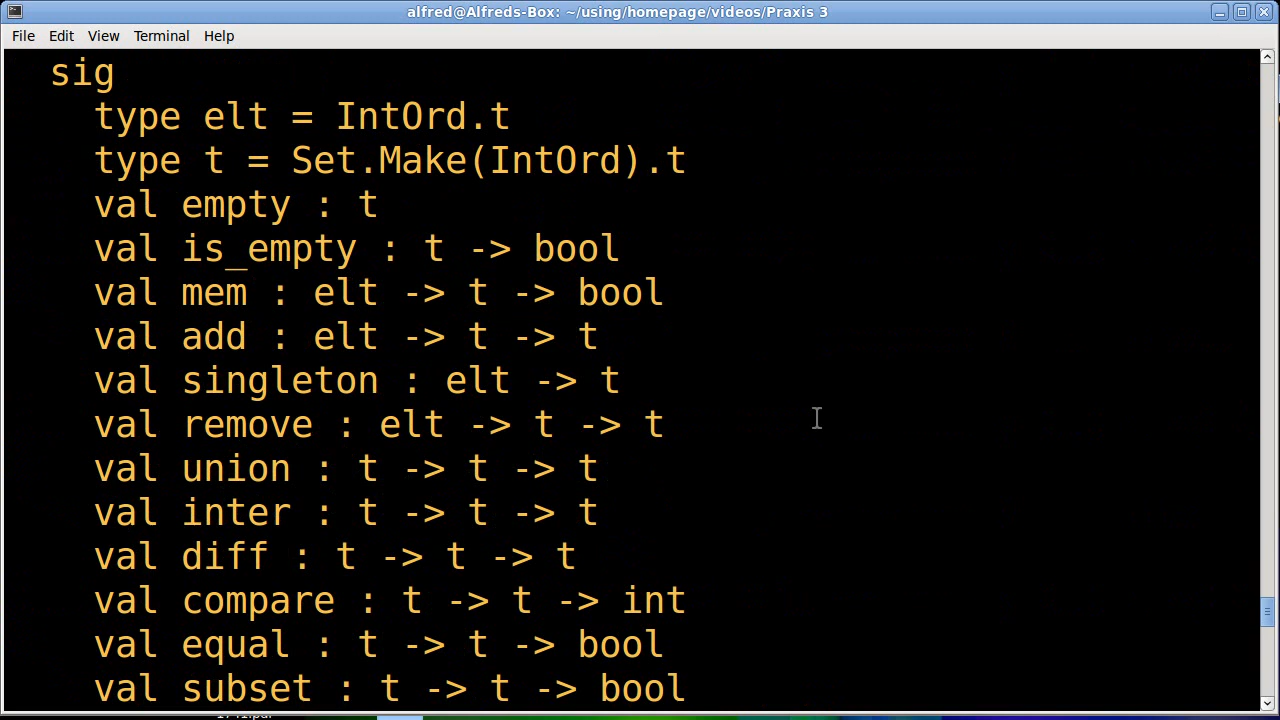 alfred@Alfreds-Box: ~/using/homepage/videos/Praxis 3
File Edit View Terminal Help
sig
type elt = IntOrd.t
type t = Set.Make(IntOrd).t
val empty : t
val is_empty : t -> bool
val mem : elt -> t -> bool
val add : elt -> t -> t
val singleton : elt -> t
val remove : elt -> t -> t
val union : t -> t -> t
val inter : t -> t -> t
val diff : t -> t -> t
val compare : t -> t -> int
val equal : t -> t -> bool
val subset : t -> t -> bool